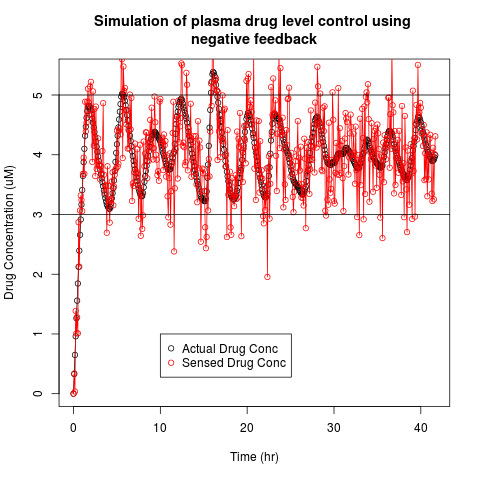 Simulation of plasma drug level control using
negative feedback
Drug Concentration (uM)
5
4
3
2
1
0
Actual Drug Conc
Sensed Drug Conc
0 10 20 30 40
Time (hr)